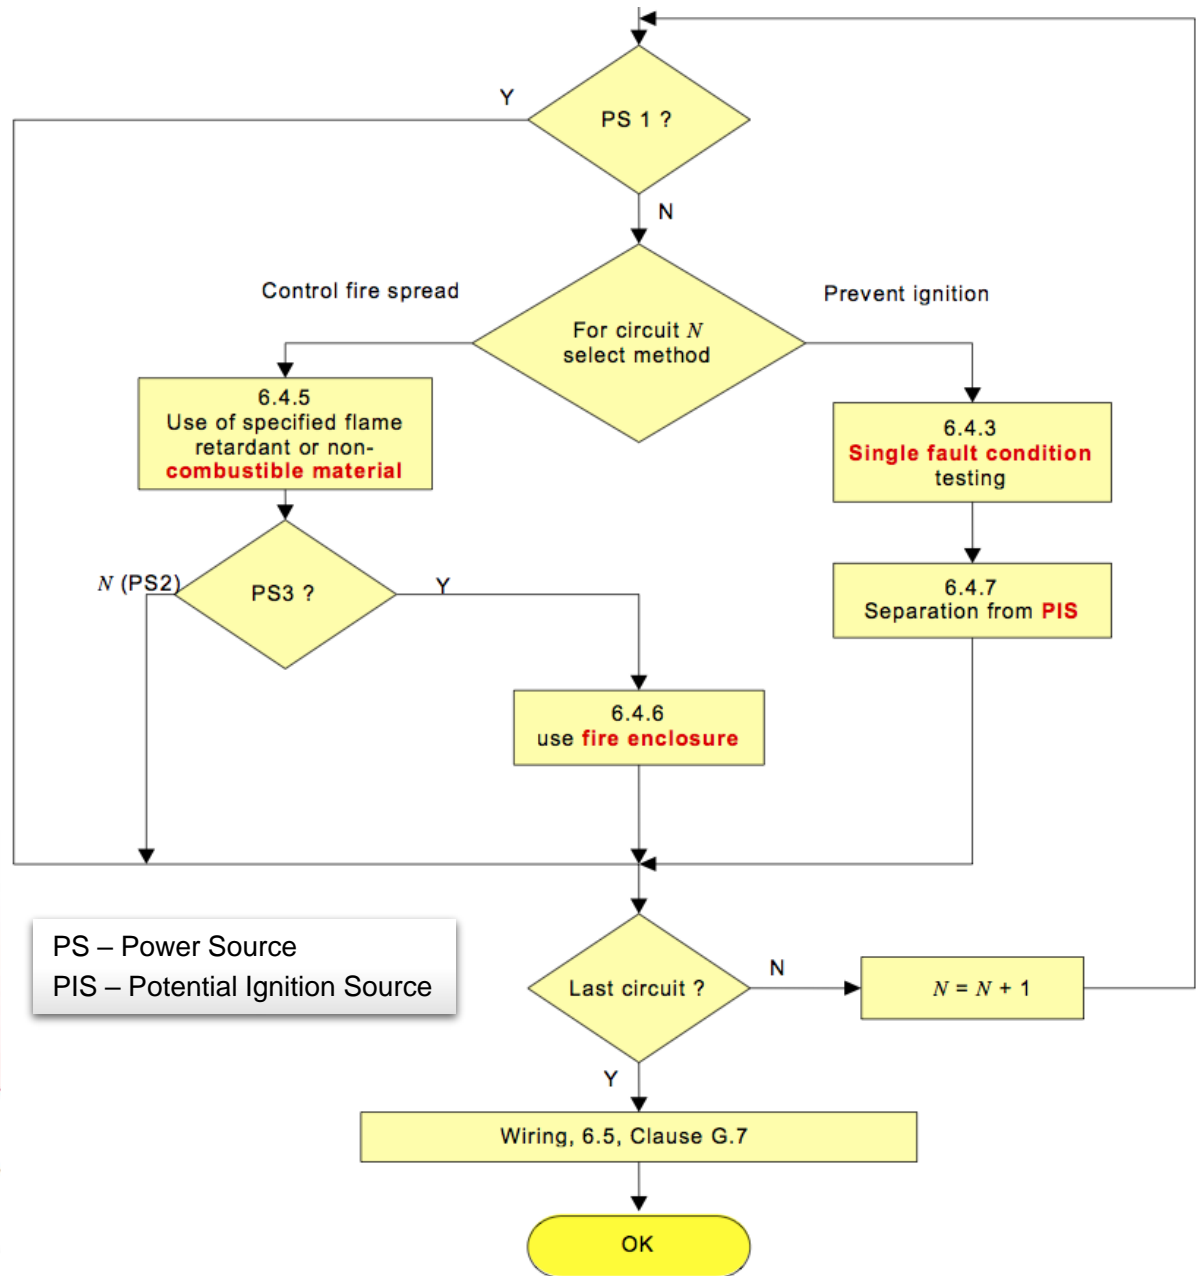 PS 1 ?
Y
N
For circuit N
select method
Control fire spread
Prevent ignition
6.4.5
Use of specified flame
retardant or non-
combustible material
6.4.3
Single fault condition
testing
PS3 ?
N (PS2)
Y
6.4.7
Separation from PIS
6.4.6
use fire enclosure
PS – Power Source
PIS – Potential Ignition Source
Last circuit ?
N
N = N + 1
Y
Wiring, 6.5, Clause G.7
OK